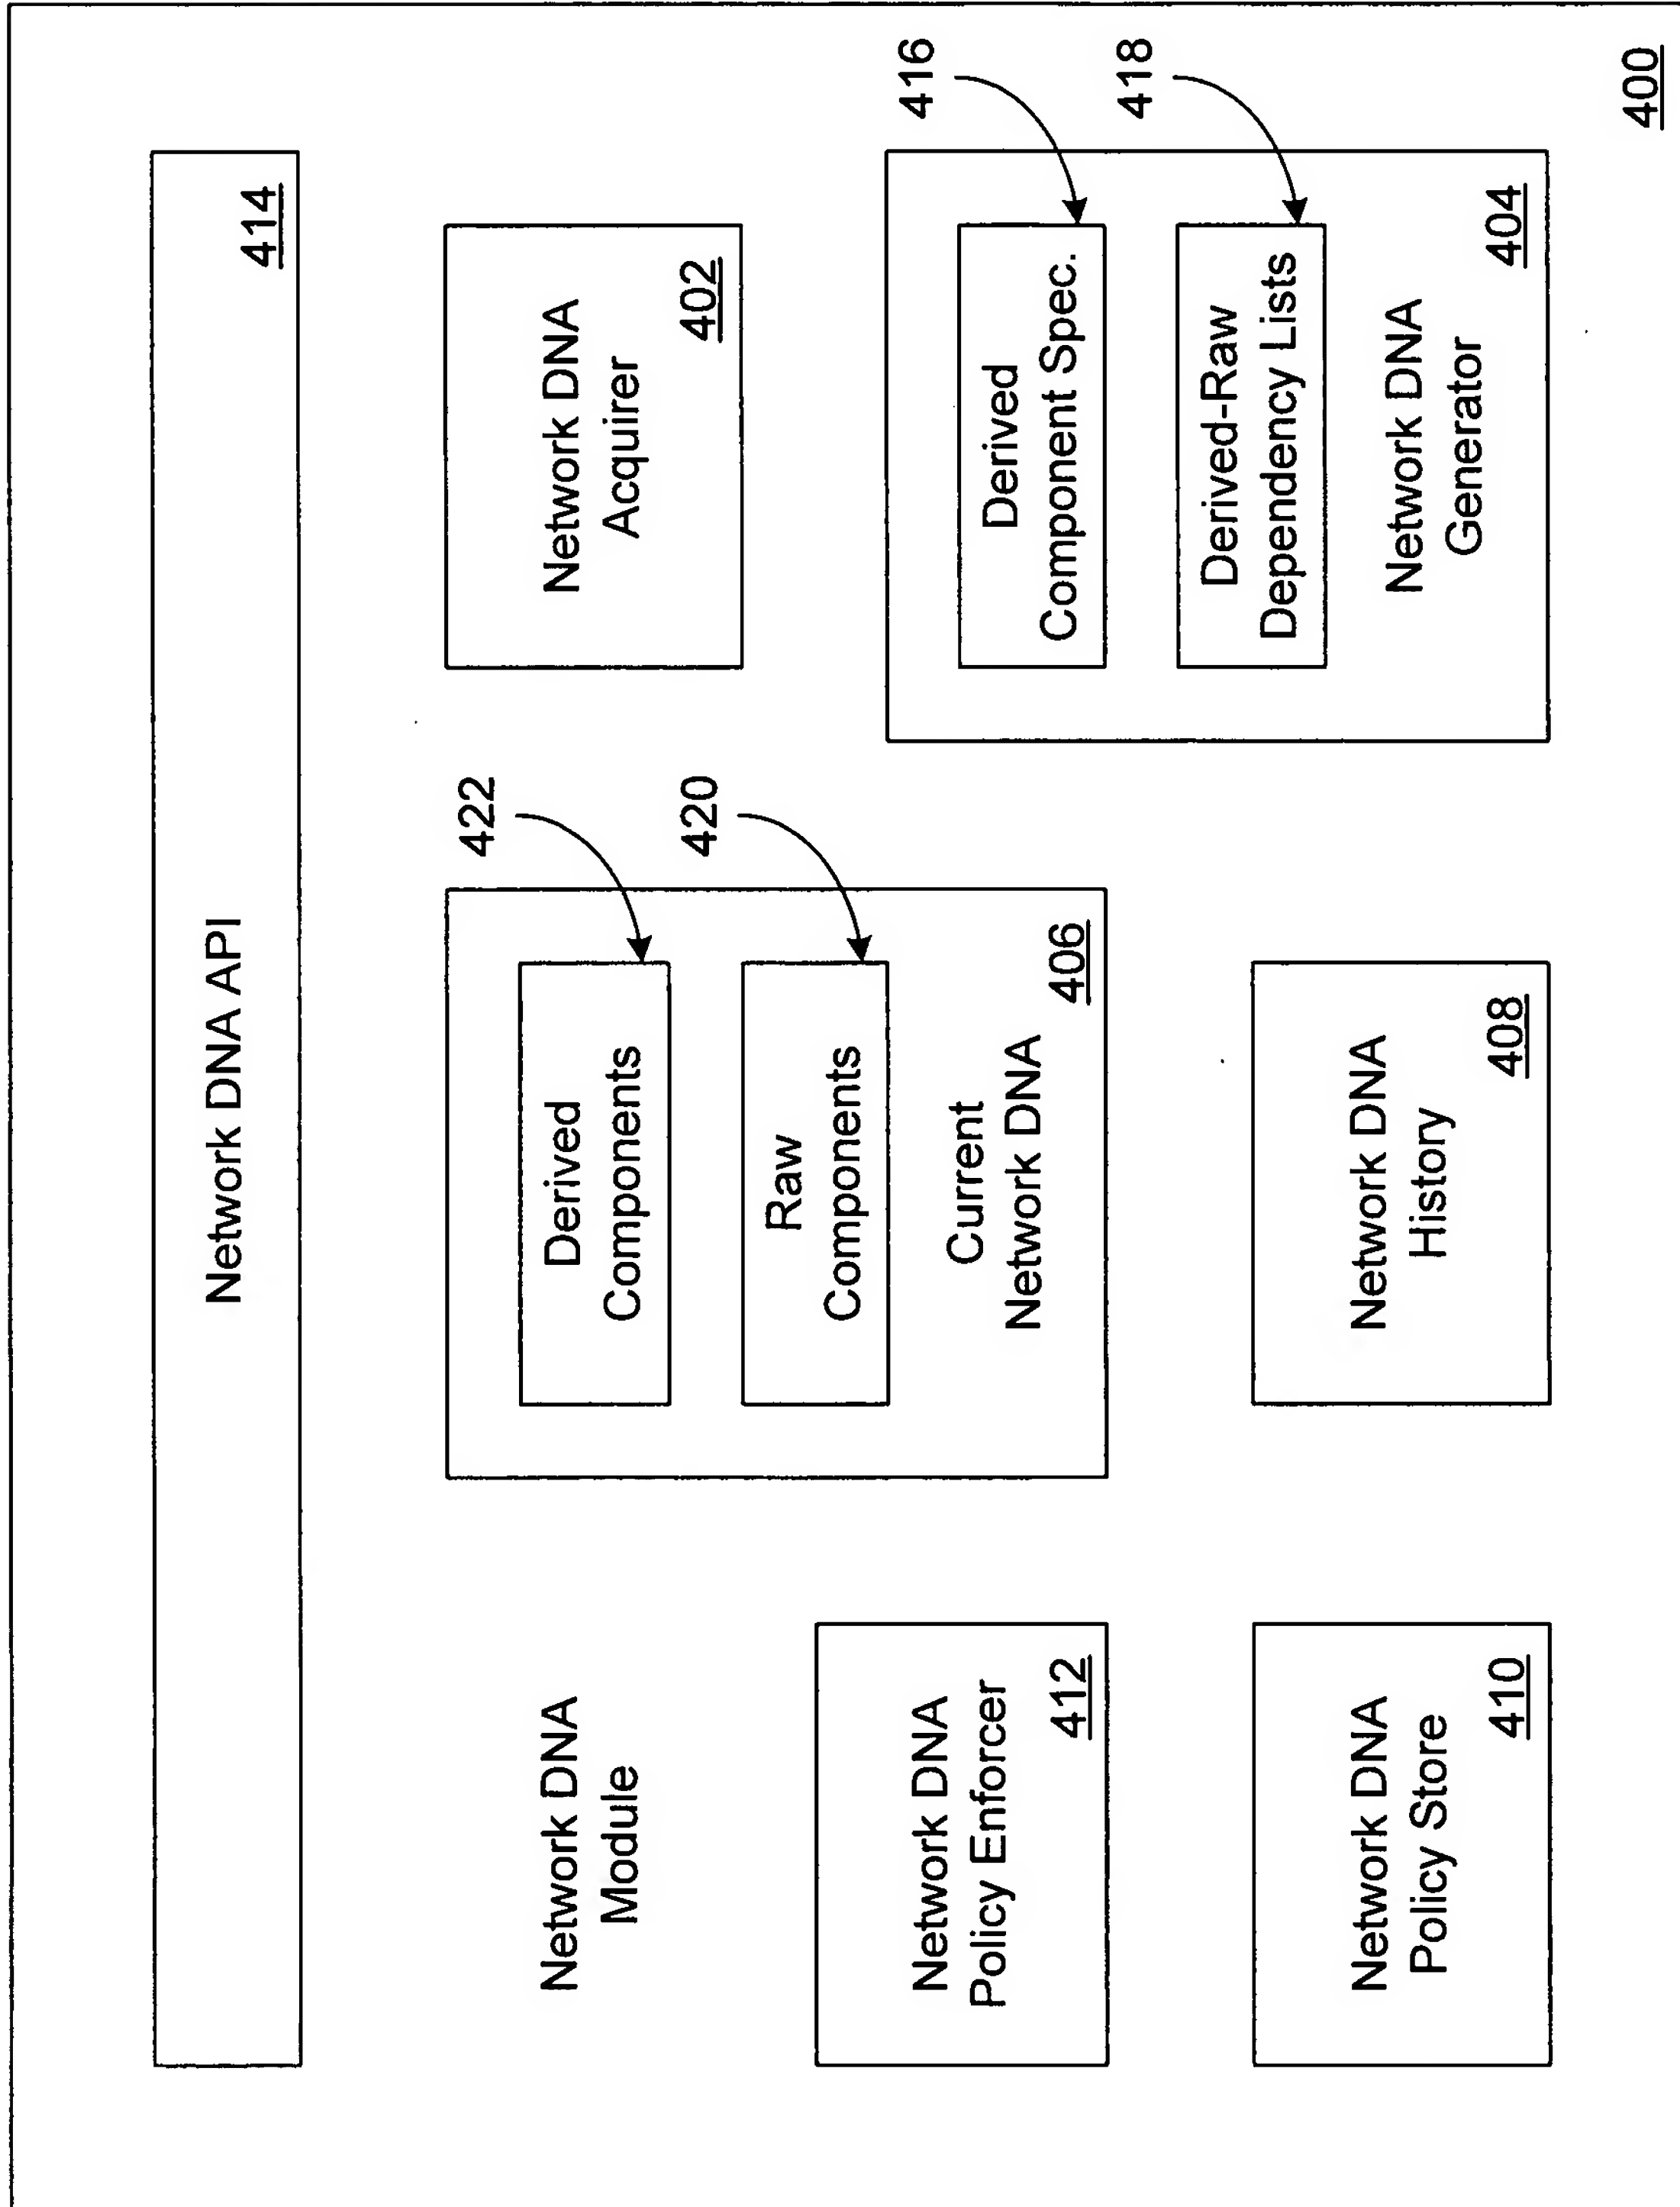 Network DNA API
414
Network DNA
Module
Network DNA
Policy Enforcer
412
Network DNA
Policy Store
410
422
Derived
Components
420
Raw
Components
Current
Network DNA
406
Network DNA
History
408
Network DNA
Acquirer
402
416
Derived
Component Spec.
418
Derived-Raw
Dependency Lists
Network DNA
Generator
404
400